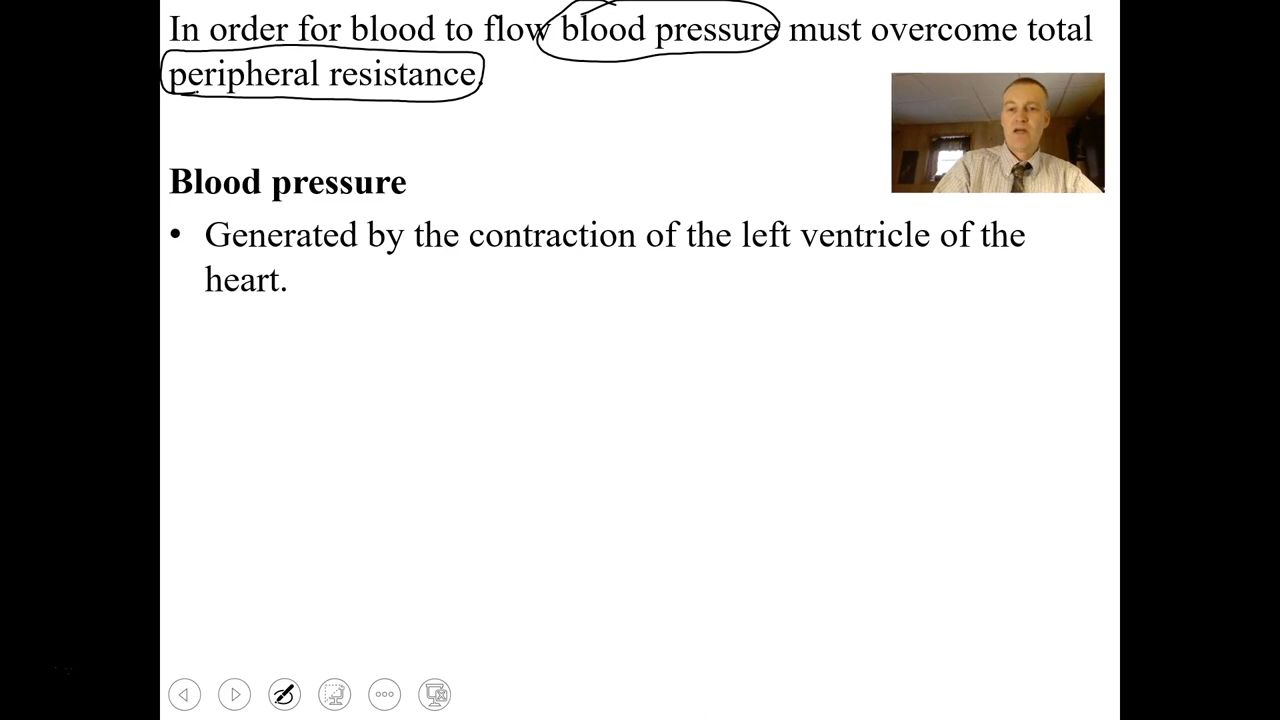 In order for blood to flow blood pressure must overcome total
peripheral resistance.
Blood pressure
• Generated by the contraction of the left ventricle of the
heart.